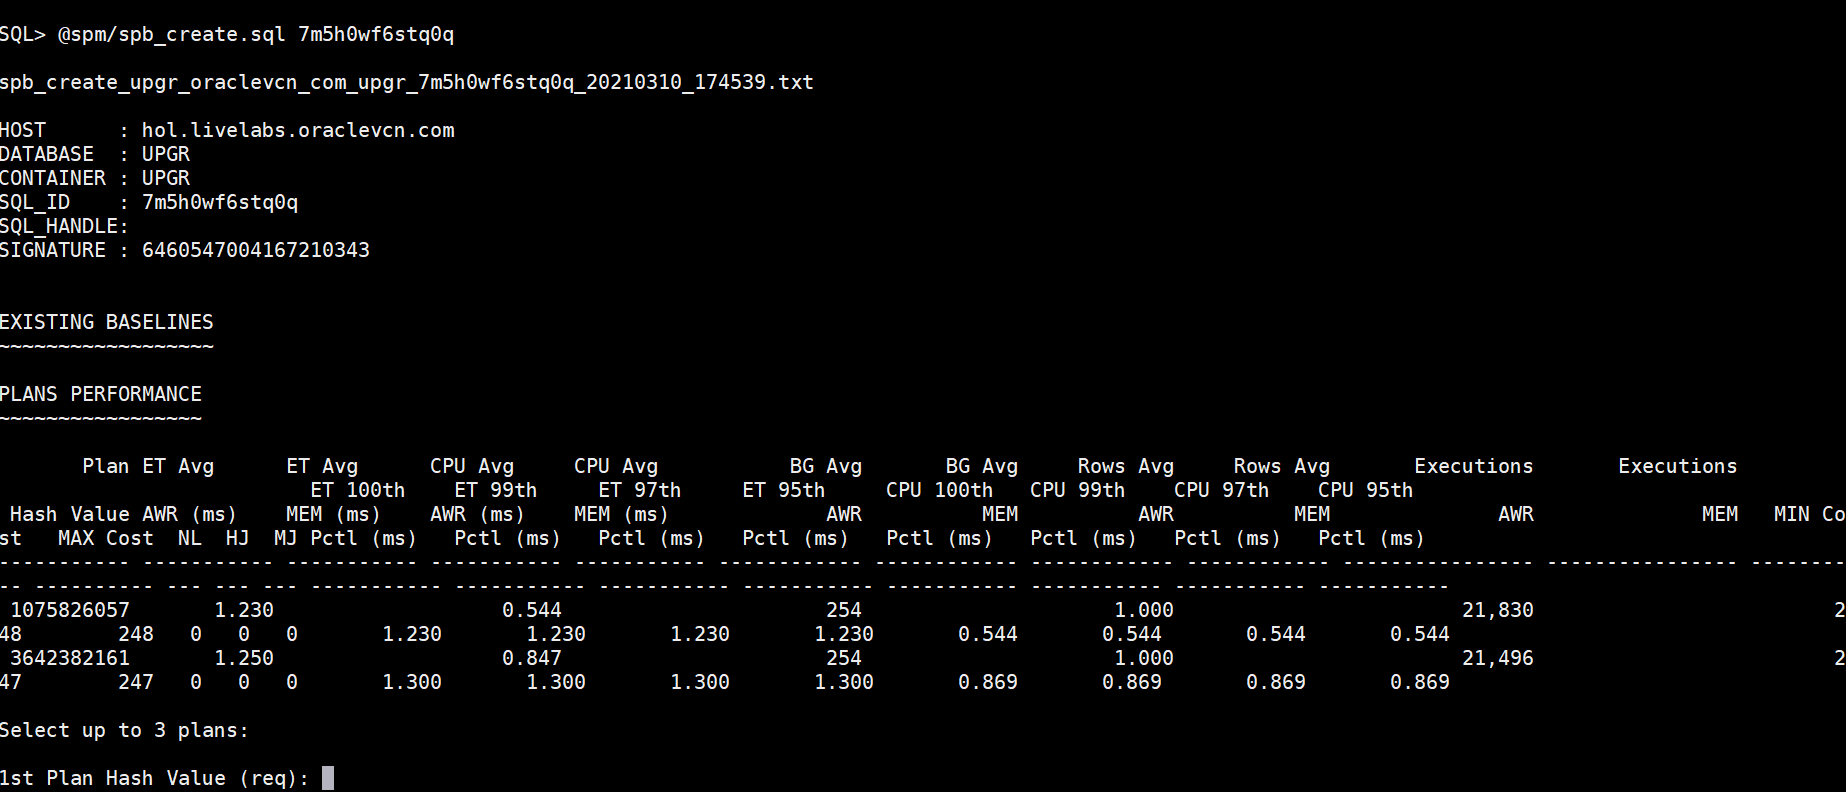 SQL> @spm/spb_create.sql 7m5h0wf6stq0q
spb_create_upgr_oraclevcn_com_upgr_7m5h0wf6stq0q_20210310_174539.txt
HOST      : hol.livelabs.oraclevcn.com
DATABASE  : UPGR
CONTAINER : UPGR
SQL_ID    : 7m5h0wf6stq0q
SQL_HANDLE:
SIGNATURE : 6460547004167210343
EXISTING BASELINES
~~~~~~~~~~~~~~~~~~
PLANS PERFORMANCE
~~~~~~~~~~~~~~~~~
       Plan ET Avg      ET Avg      CPU Avg     CPU Avg           BG Avg       BG Avg     Rows Avg     Rows Avg       Executions       Executions
                          ET 100th    ET 99th     ET 97th     ET 95th     CPU 100th   CPU 99th    CPU 97th    CPU 95th
 Hash Value AWR (ms)    MEM (ms)    AWR (ms)    MEM (ms)             AWR          MEM          AWR          MEM              AWR              MEM   MIN Co
st   MAX Cost  NL  HJ  MJ Pctl (ms)   Pctl (ms)   Pctl (ms)   Pctl (ms)   Pctl (ms)   Pctl (ms)   Pctl (ms)   Pctl (ms)
----------- ----------- ----------- ----------- ----------- ------------ ------------ ------------ ------------ ---------------- ---------------- --------
-- ---------- --- --- --- ----------- ----------- ----------- ----------- ----------- ----------- ----------- -----------
 1075826057       1.230                   0.544                      254                     1.000                        21,830                         2
48        248   0   0   0       1.230       1.230       1.230       1.230       0.544       0.544       0.544       0.544
 3642382161       1.250                   0.847                      254                     1.000                        21,496                         2
47        247   0   0   0       1.300       1.300       1.300       1.300       0.869       0.869       0.869       0.869
Select up to 3 plans:
1st Plan Hash Value (req):